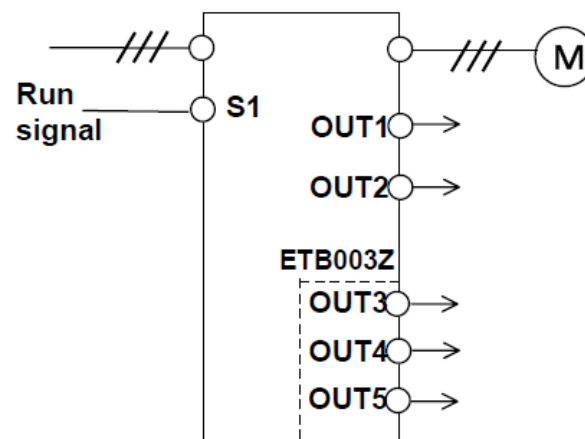 M
Run
signal
S1
OUT1
OUT2
ETB003Z
OUT3
OUT4
OUT5